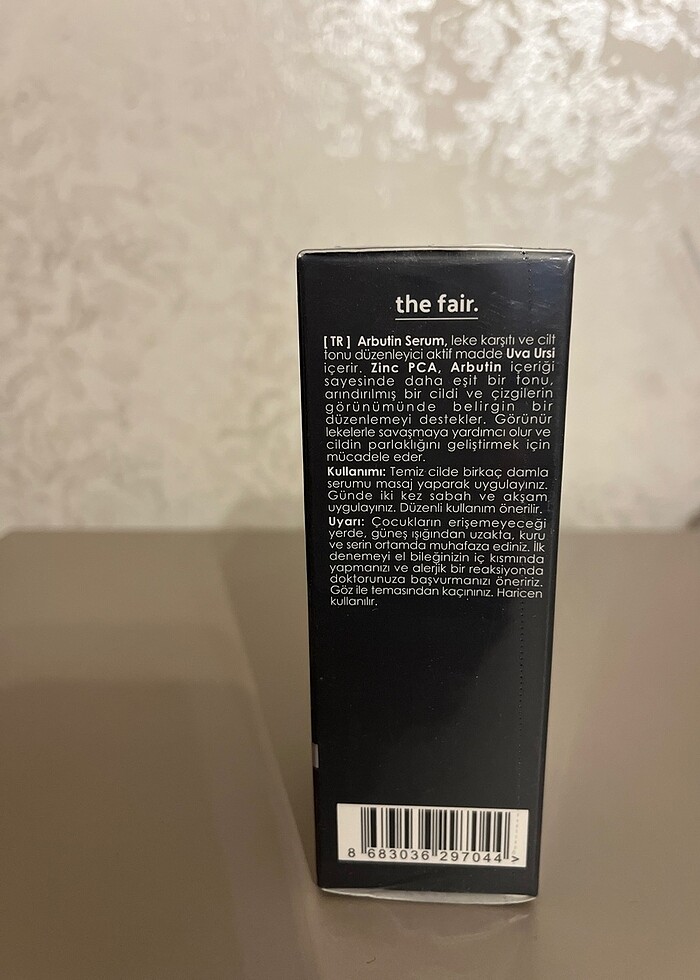 the fair.
[ TR ] Arbutin Serum, leke karşıtı ve cilt
tonu düzenleyici aktif madde Uva Ursi
içerir. Zinc PCA, Arbutin içeriği
sayesinde daha eşit bir tonu,
arındırılmış bir cildi ve çizgilerin
görünümünde belirgin bir
düzenlemeyi destekler. Görünür
lekelerle savaşmaya yardımcı olur ve
cildin parlaklığını geliştirmek için
mücadele eder.
Kullanımı: Temiz cilde birkaç damla
serumu masaj yaparak uygulayınız.
Günde iki kez sabah ve akşam
uygulayınız. Düzenli kullanım önerilir.
Uyarı: Çocukların erişemeyeceği
yerde, güneş ışığından uzakta, kuru
ve serin ortamda muhafaza ediniz. İlk
denemeyi el bileğinizin iç kısmında
yapmanızı ve alerjik bir reaksiyonda
doktorunuza başvurmanızı öneririz.
Göz ile temasından kaçınınız. Haricen
kullanılır.
8 683036 297044 >